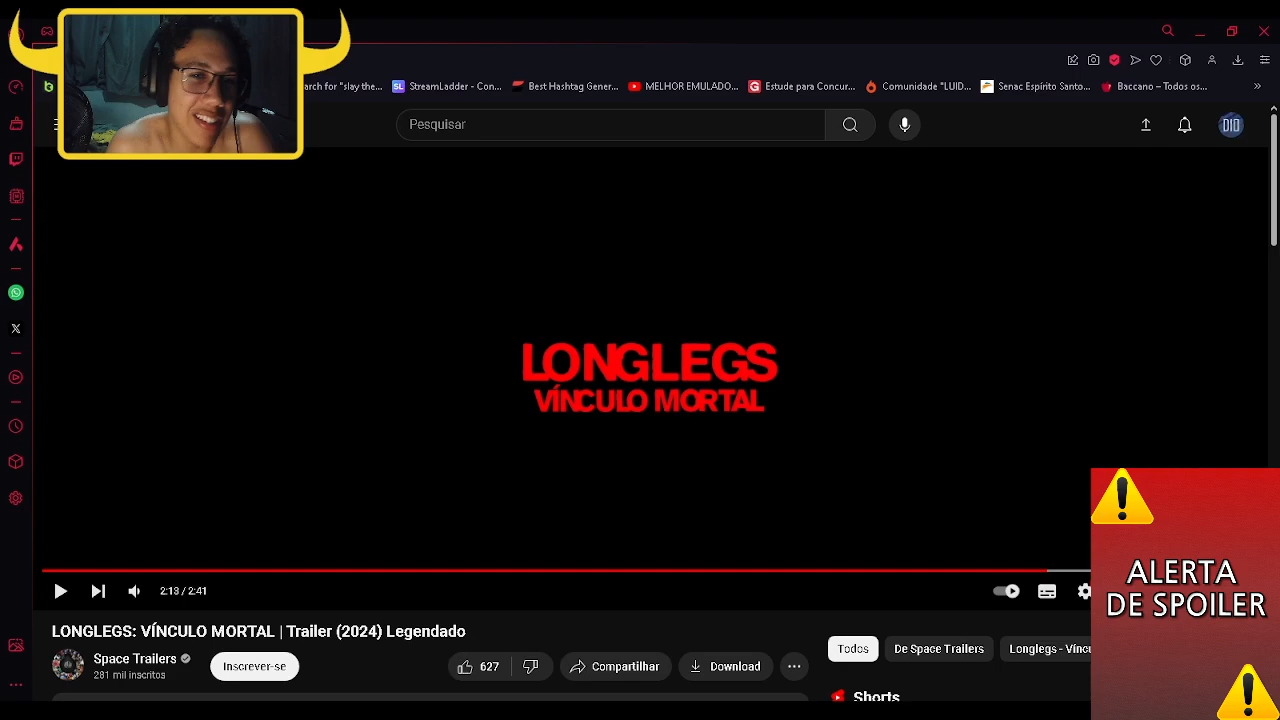 arch for "slay the...
SL StreamLadder - Con...
Best Hashtag Gener...
MELHOR EMULADO...
G Estude para Concur...
Comunidade "LUID...
Senac Espírito Santo...
Baccano – Todos os...
»
Pesquisar
DIO
LONGLEGS
VÍNCULO MORTAL
2:13 / 2:41
LONGLEGS: VÍNCULO MORTAL | Trailer (2024) Legendado
Space Trailers
281 mil inscritos
Inscrever-se
627
Compartilhar
Download
Todos
De Space Trailers
Longlegs - Víncu
Shorts
ALERTA
DE SPOILER